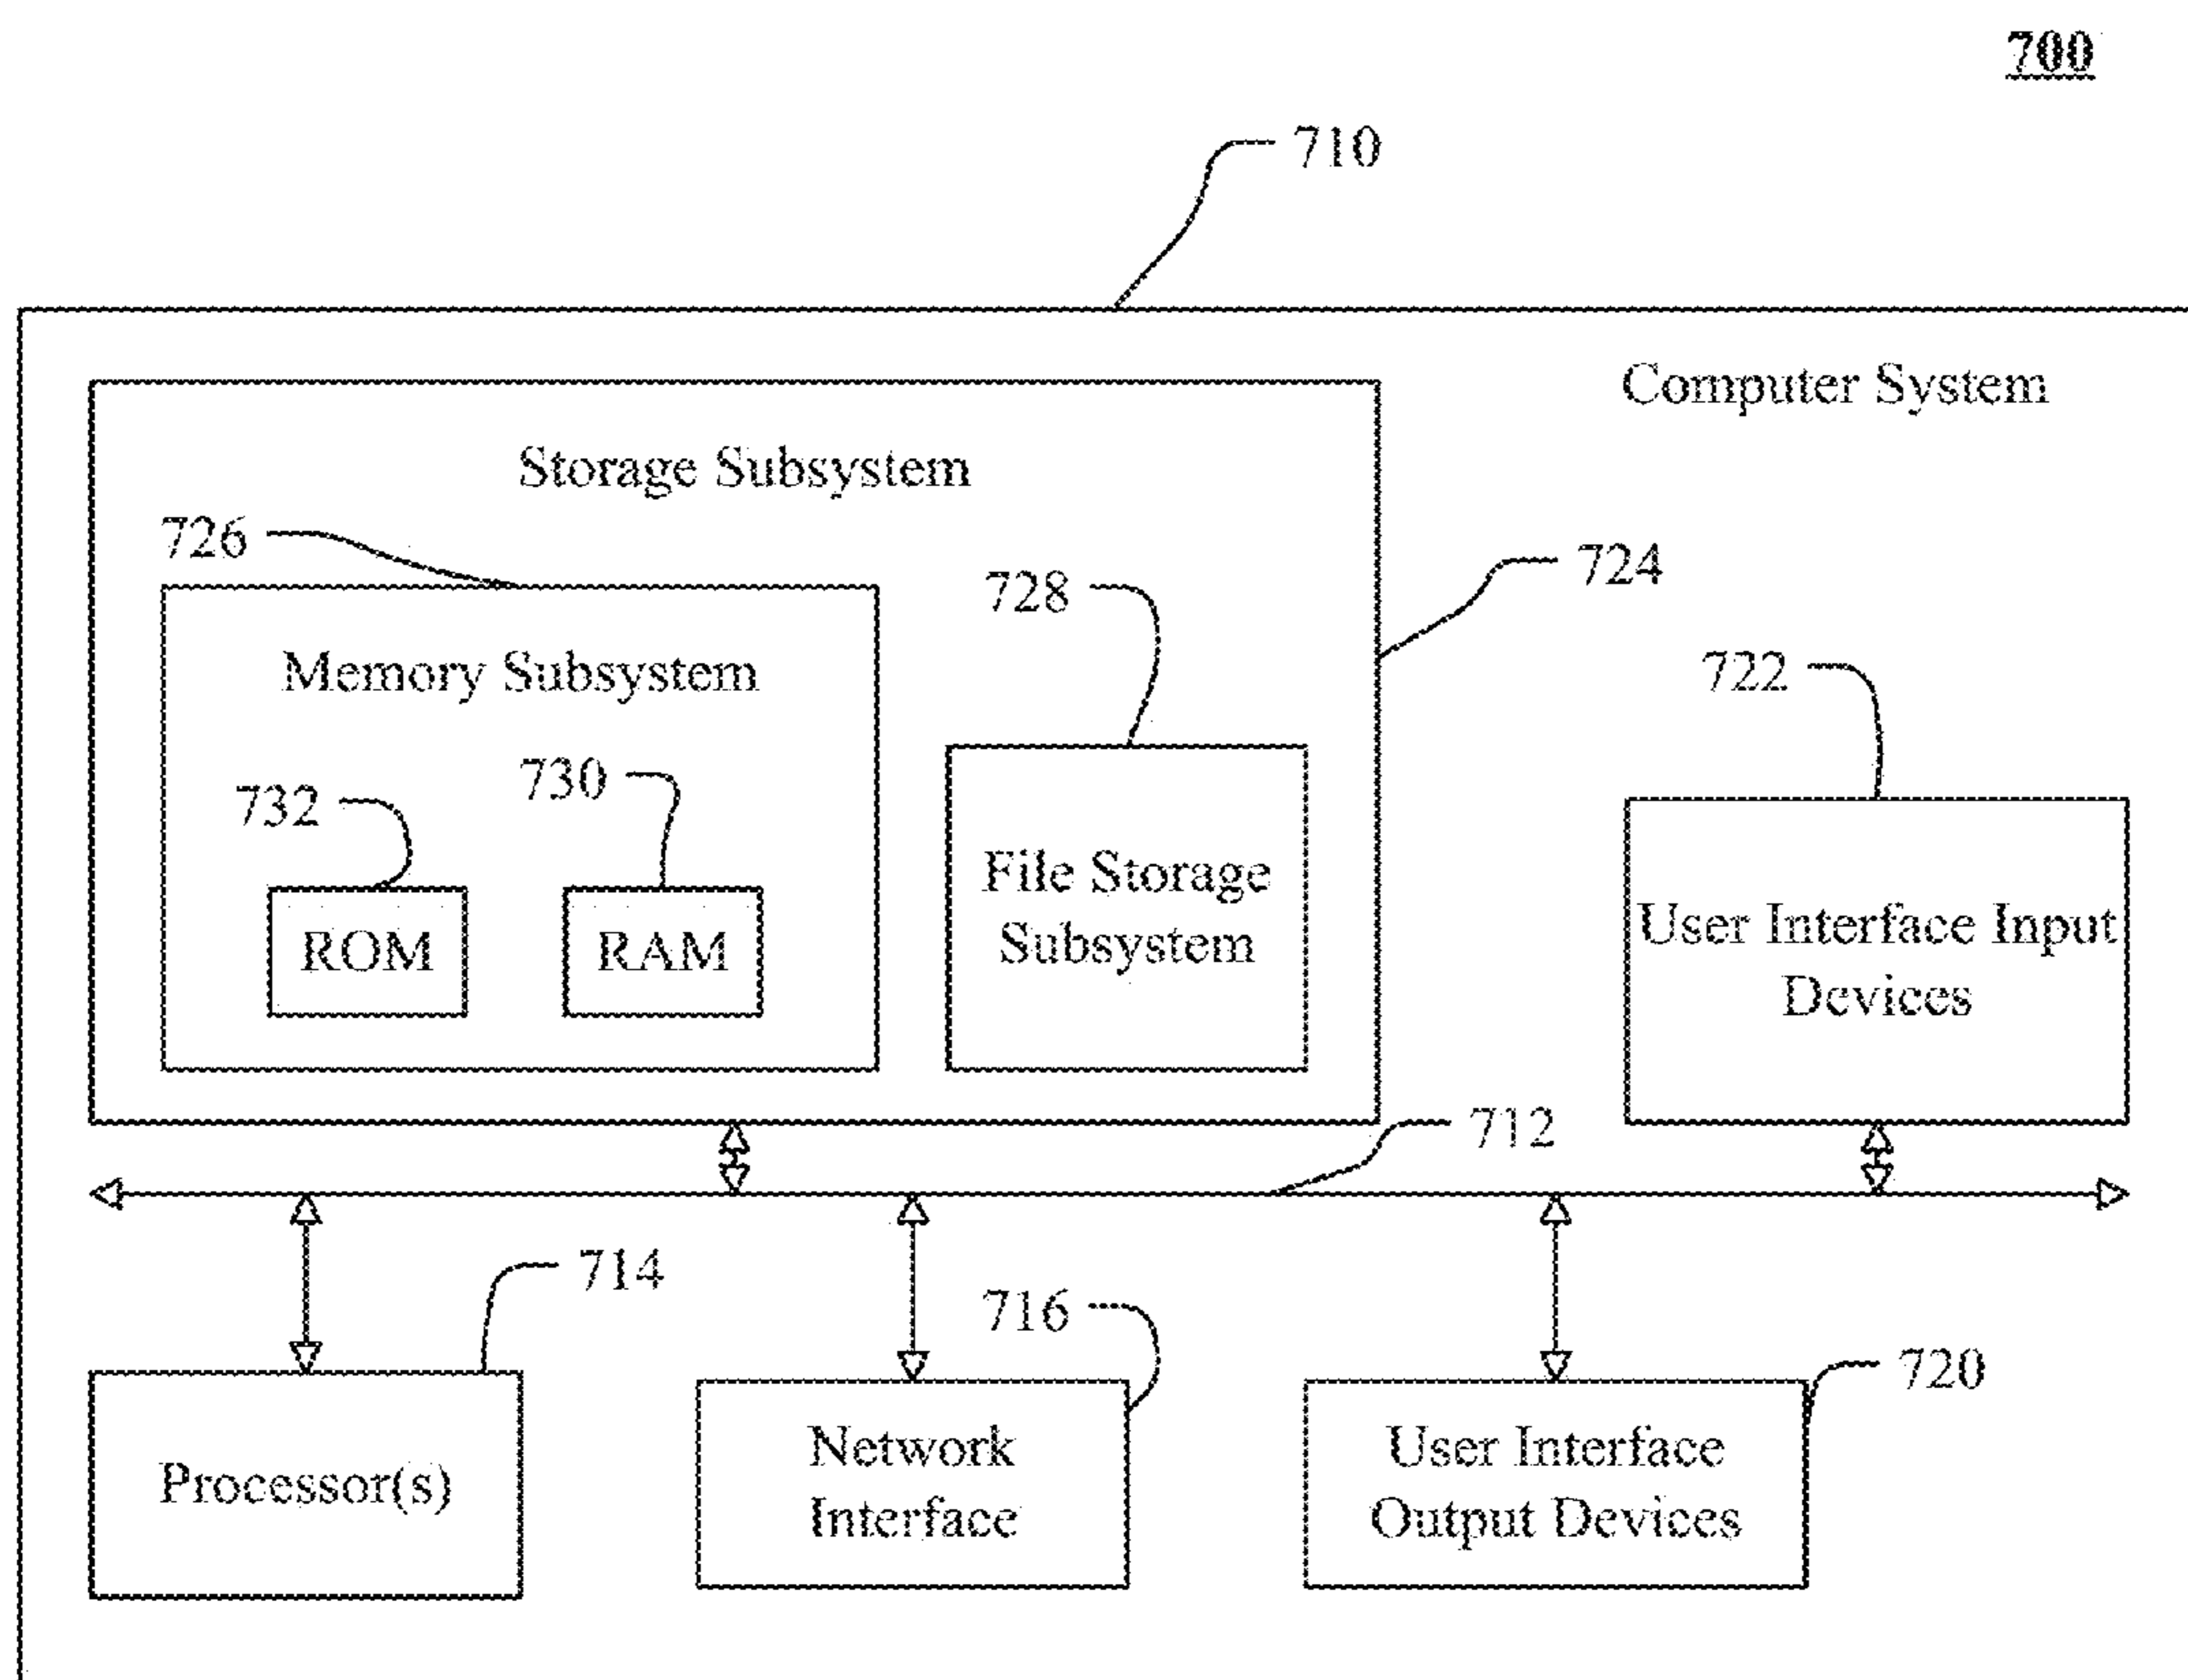 700
710
Computer System
Storage Subsystem
726
724
728
Memory Subsystem
722
730
732
File Storage
Subsystem
User Interface Input
Devices
ROM
RAM
712
714
716
720
Processor(s)
Network
Interface
User Interface
Output Devices